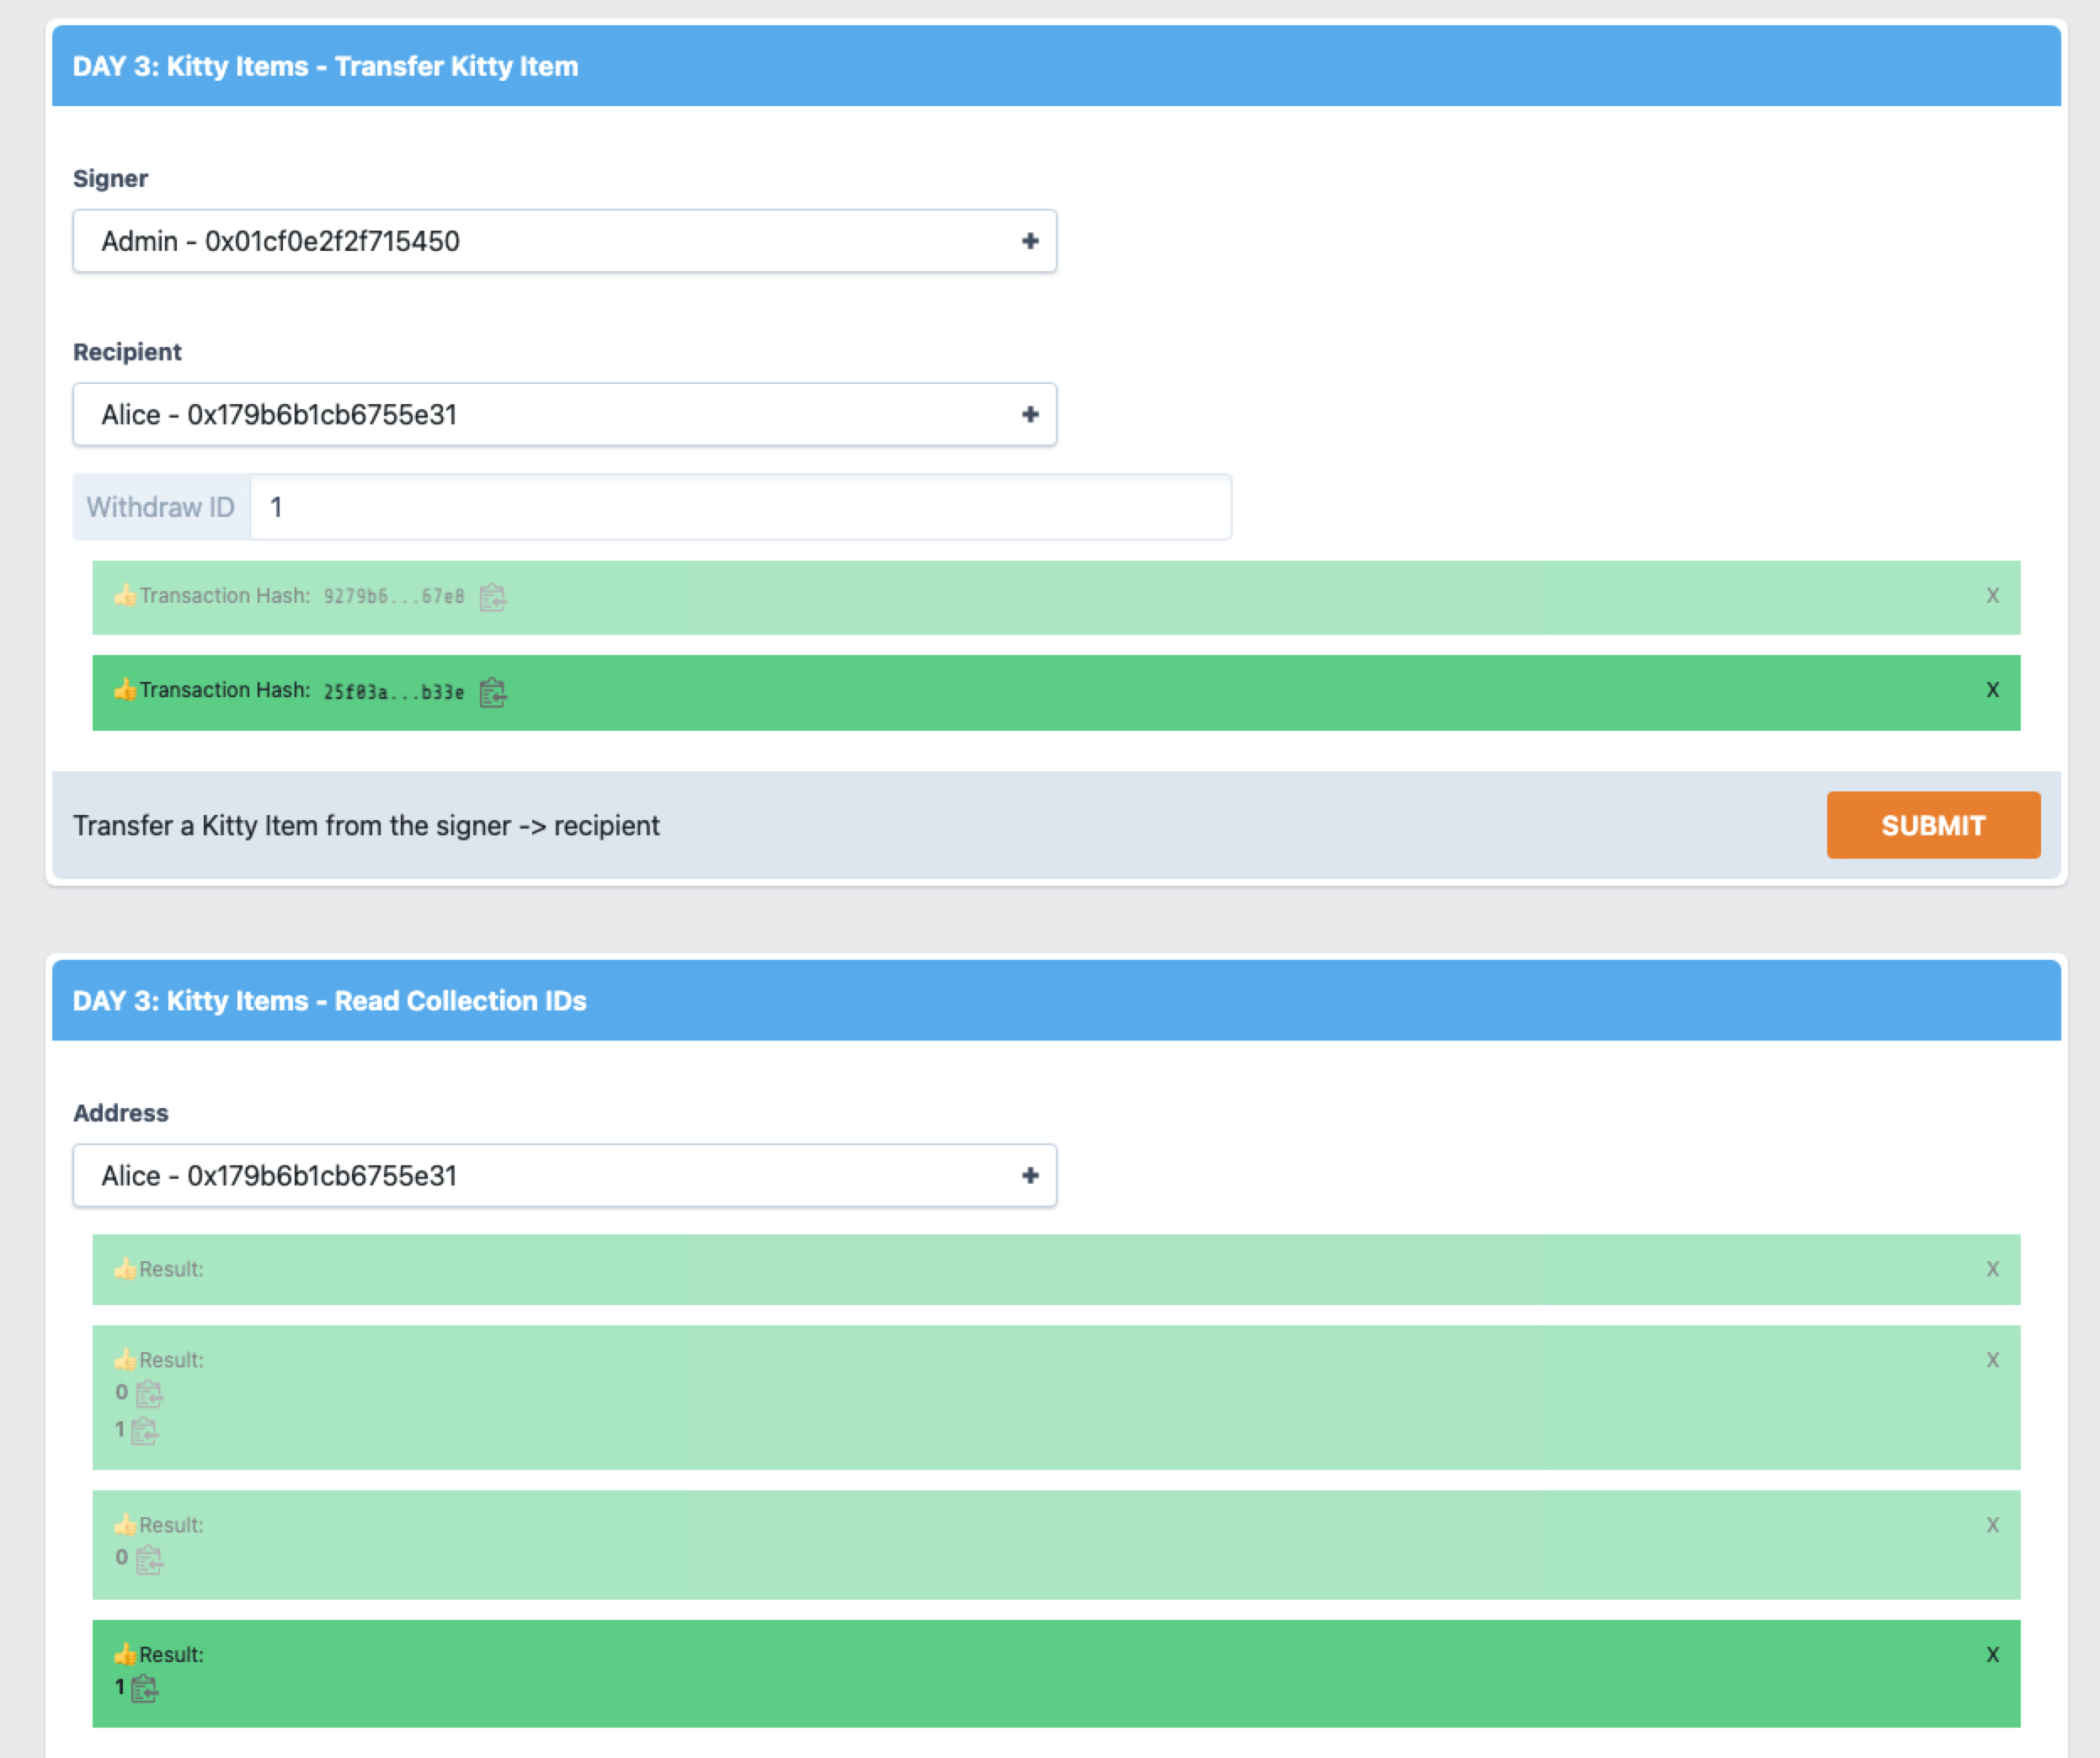 DAY 3: Kitty Items - Transfer Kitty Item
Signer
Admin - 0x01cf0e2f2f715450 +
Recipient
Alice - 0x179b6b1cb6755e31 +
Withdraw ID 1
👍Transaction Hash: 9279b6...67e8 X
👍Transaction Hash: 25f03a...b33e X
Transfer a Kitty Item from the signer -> recipient SUBMIT
DAY 3: Kitty Items - Read Collection IDs
Address
Alice - 0x179b6b1cb6755e31 +
👍Result: X
👍Result: X
0
1
👍Result: X
0
👍Result: X
1